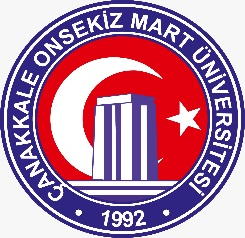 ÇANAKKALE ONSEKİZ MART ÜNİVERSİTESİ
· 1992 ·